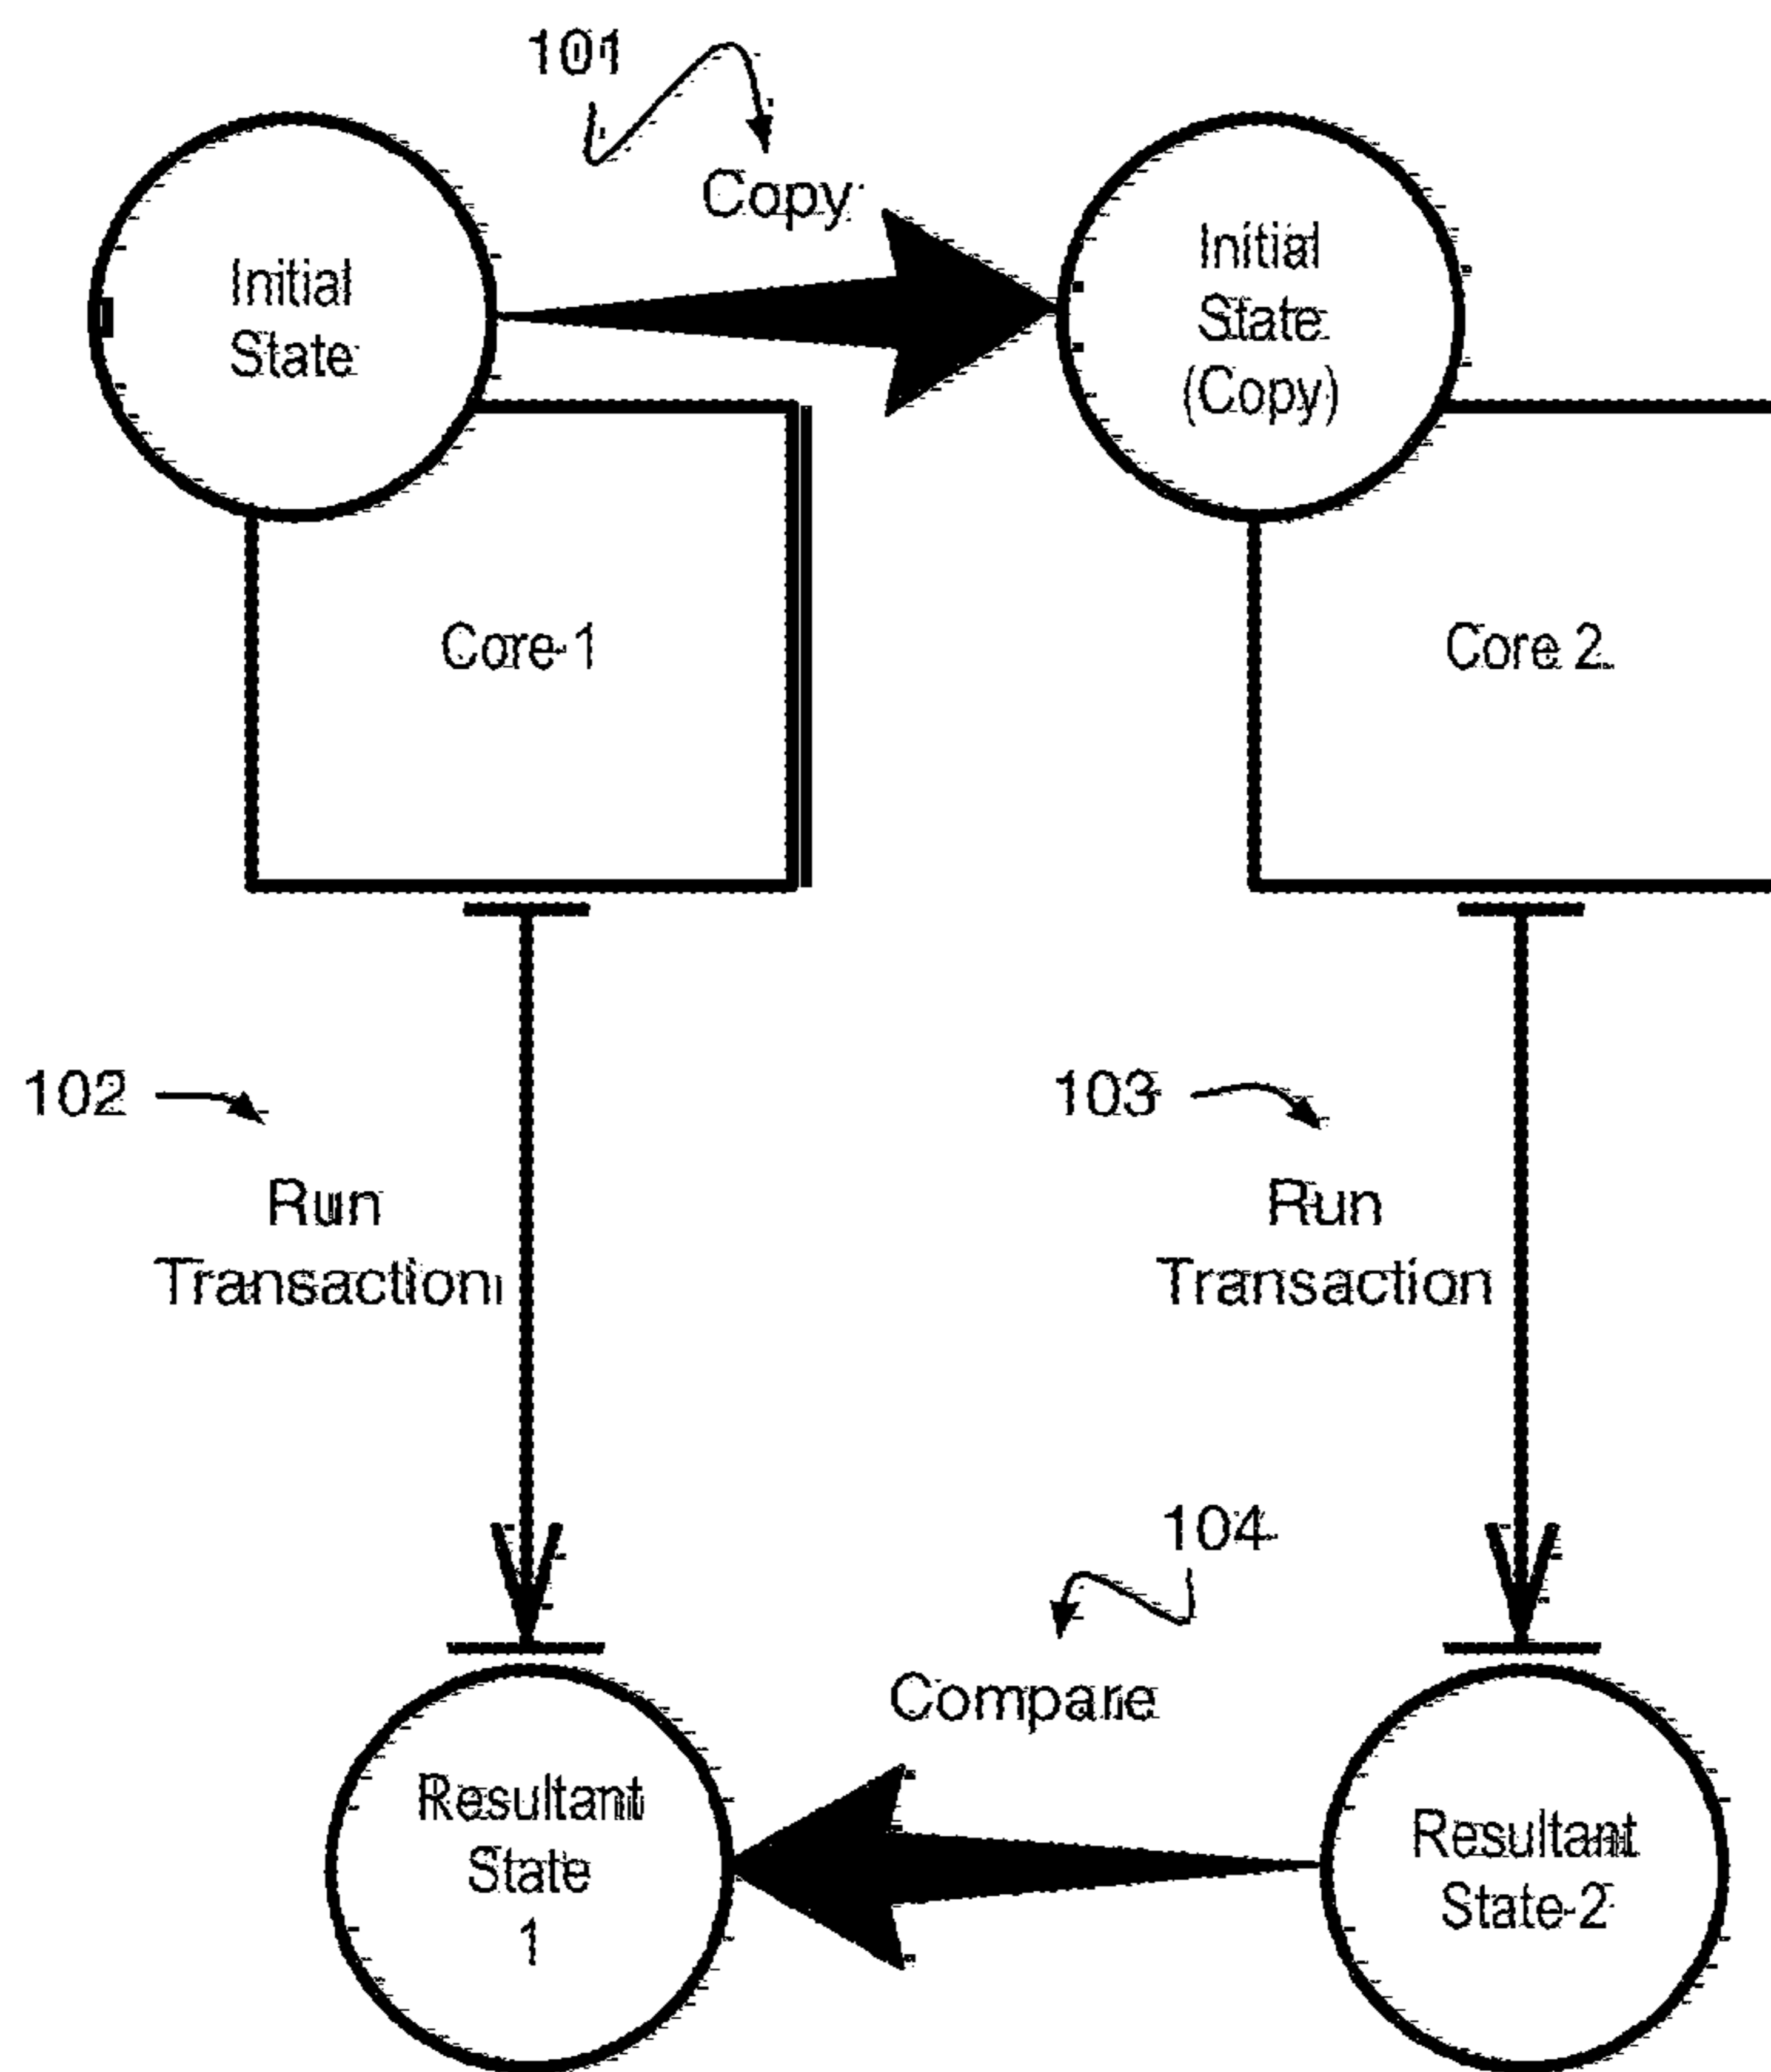 101
Copy
Initial
State
Initial
State
(Copy)
Core 1
Core 2
102
103
Run
Transaction
Run
Transaction
104
Compare
Resultant
State
1
Resultant
State 2